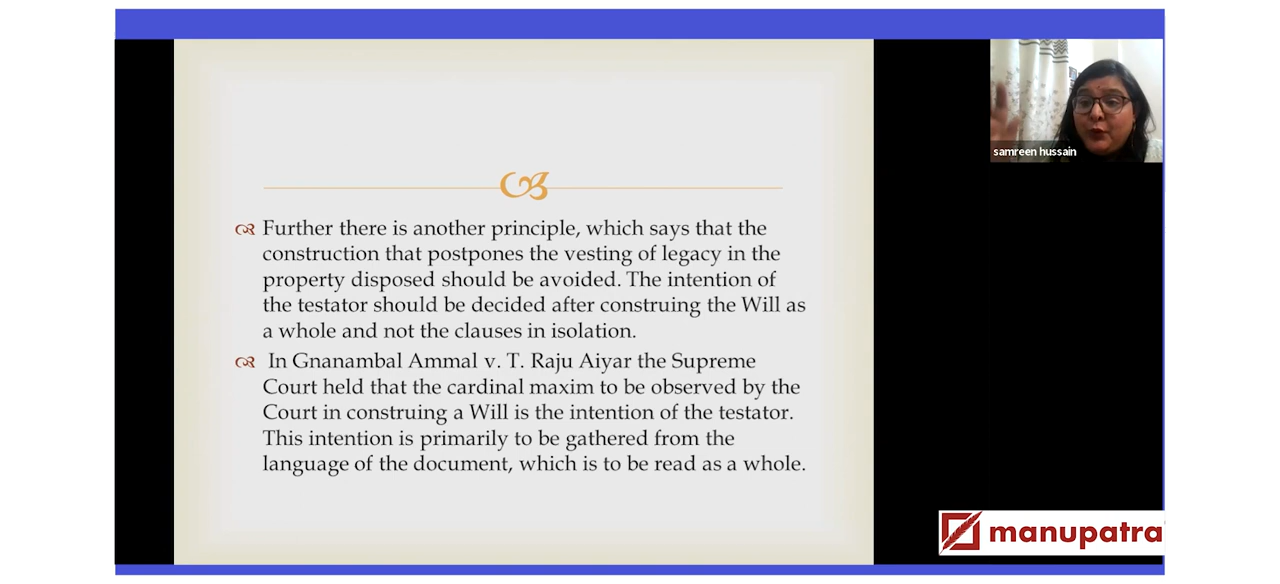 samreen hussain
Further there is another principle, which says that the
construction that postpones the vesting of legacy in the
property disposed should be avoided. The intention of
the testator should be decided after construing the Will as
a whole and not the clauses in isolation.
In Gnanambal Ammal v. T. Raju Aiyar the Supreme
Court held that the cardinal maxim to be observed by the
Court in construing a Will is the intention of the testator.
This intention is primarily to be gathered from the
language of the document, which is to be read as a whole.
manupatra